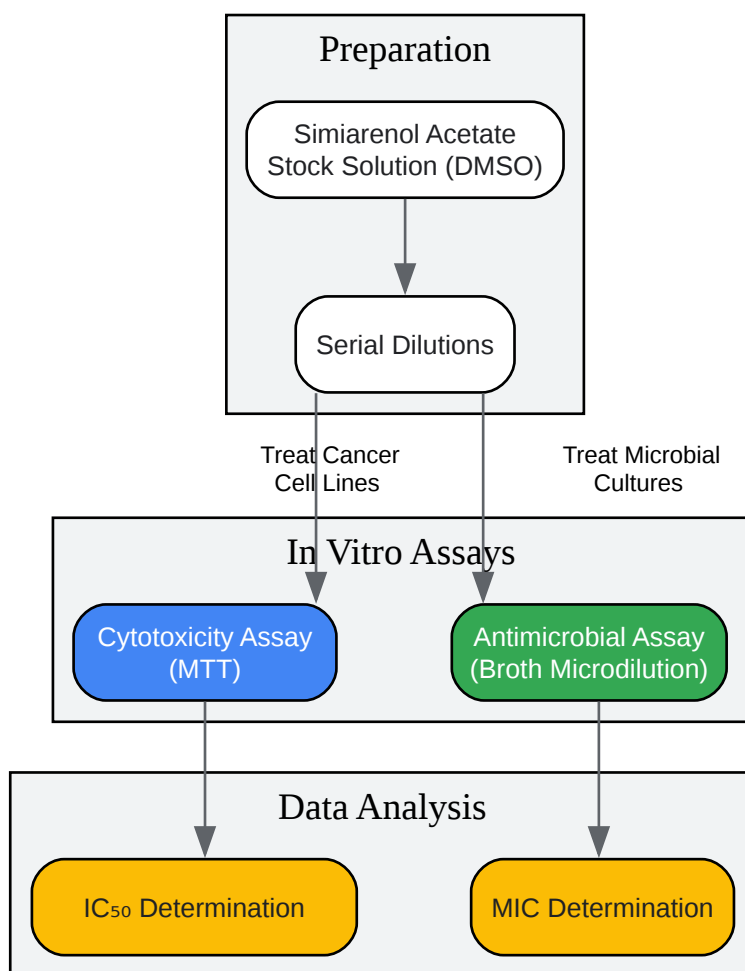 Preparation
Simiarenol Acetate
Stock Solution (DMSO)
Serial Dilutions
Treat Cancer
Cell Lines
Treat Microbial
Cultures
In Vitro Assays
Cytotoxicity Assay
(MTT)
Antimicrobial Assay
(Broth Microdilution)
Data Analysis
IC₅₀ Determination
MIC Determination